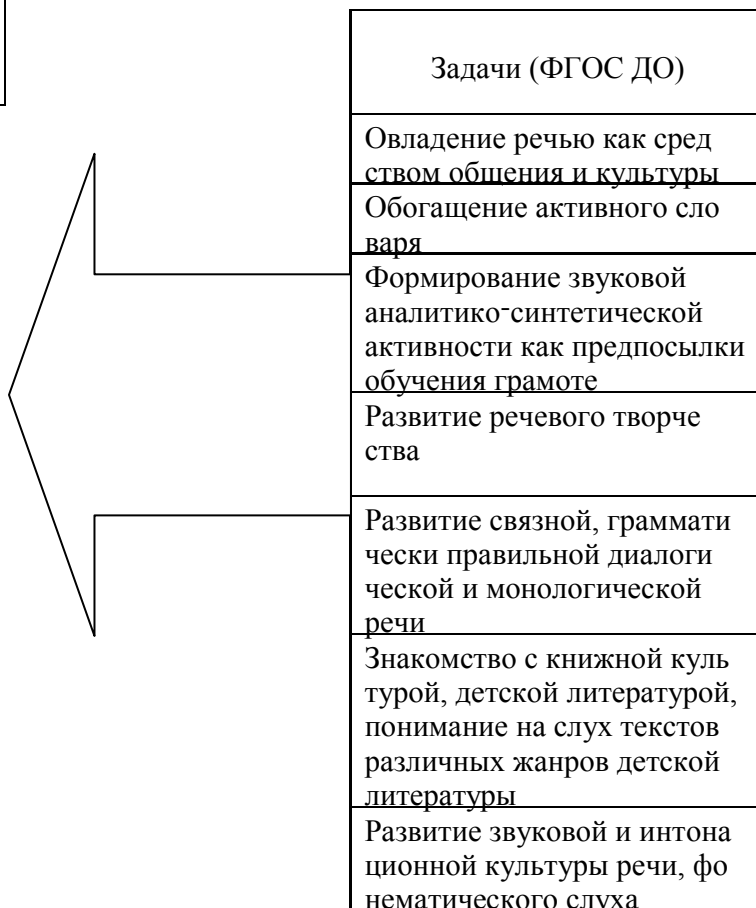 Задачи (ФГОС ДО)
Овладение речью как сред
ством общения и культуры
Обогащение активного сло
варя
Формирование звуковой
аналитико-синтетической
активности как предпосылки
обучения грамоте
Развитие речевого творче
ства
Развитие связной, граммати
чески правильной диалоги
ческой и монологической
речи
Знакомство с книжной куль
турой, детской литературой,
понимание на слух текстов
различных жанров детской
литературы
Развитие звуковой и интона
ционной культуры речи, фо
нематического слуха